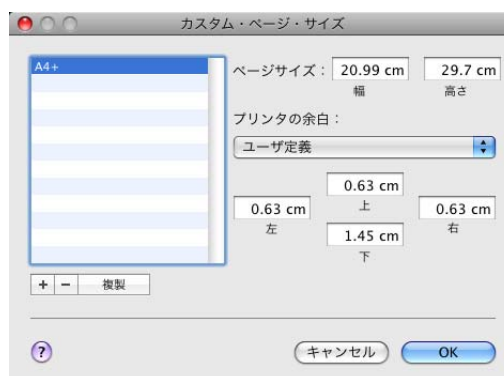 カスタム・ページ・サイズ
A4+
ページサイズ： 20.99 cm 29.7 cm
幅 高さ
プリンタの余白：
ユーザ定義
0.63 cm
上
0.63 cm 0.63 cm
左 右
1.45 cm
下
+ − 複製
? キャンセル OK